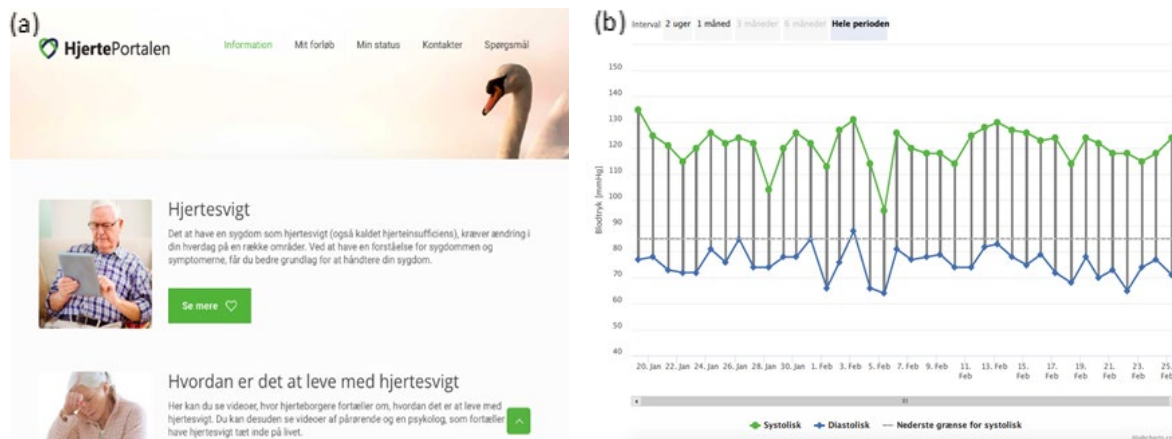 (a)
HjertePortalen
Information Mit forløb Min status Kontakter Spørgsmål
Hjertesvigt
Det at have en sygdom som hjertesvigt (også kaldet hjerteinsufficiens), kræver ændring i
din hverdag på en række områder. Ved at have en forståelse for sygdommen og
symptomerne, får du bedre grundlag for at håndtere din sygdom.
Se mere
Hvordan er det at leve med hjertesvigt
Her kan du se videoer, hvor hjerteborgere fortæller om, hvordan det er at leve med
hjertesvigt. Du kan desuden se videoer af pårørende og en psykolog, som fortæller
have hjertesvigt tæt inde på livet.
(b)
Interval 2 uger 1 måned 3 måneder 6 måneder Hele perioden
Blodtryk [mmHg]
150
140
130
120
110
100
90
80
70
60
50
40
20. Jan 22. Jan 24. Jan 26. Jan 28. Jan 30. Jan 1. Feb 3. Feb 5. Feb 7. Feb 9. Feb 11. Feb 13. Feb 15. Feb 17. Feb 19. Feb 21. Feb 23. Feb 25.
Systolisk Diastolisk Nederste grænse for systolisk